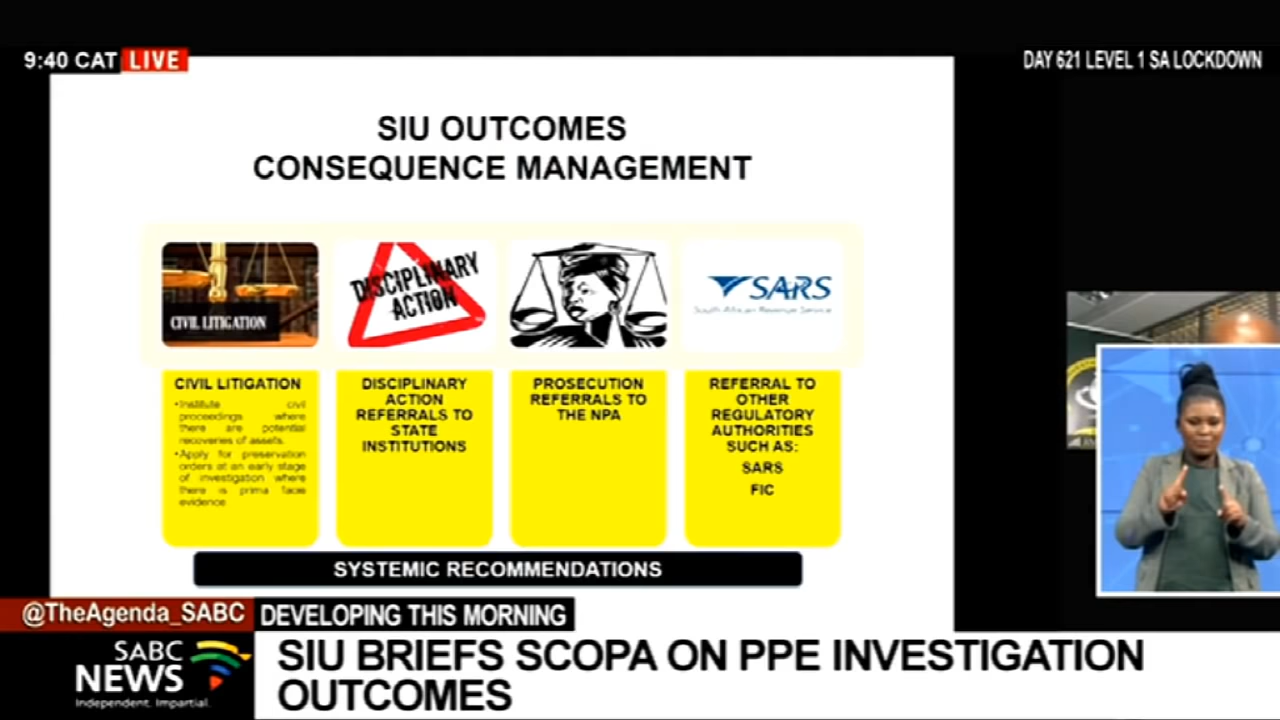 9:40 CAT LIVE
DAY 621 LEVEL 1 SA LOCKDOWN
SIU OUTCOMES
CONSEQUENCE MANAGEMENT
CIVIL LITIGATION
DISCIPLINARY
ACTION
SARS
South African Revenue Service
CIVIL LITIGATION
•Institute civil
proceedings where
there are potential
recoveries of assets.
•Apply for preservation
orders at an early stage
of investigation where
there is prima facie
evidence
DISCIPLINARY
ACTION
REFERRALS TO
STATE
INSTITUTIONS
PROSECUTION
REFERRALS TO
THE NPA
REFERRAL TO
OTHER
REGULATORY
AUTHORITIES
SUCH AS:
SARS
FIC
SYSTEMIC RECOMMENDATIONS
@TheAgenda_SABC DEVELOPING THIS MORNING
SABC
NEWS
Independent. Impartial.
SIU BRIEFS SCOPA ON PPE INVESTIGATION
OUTCOMES